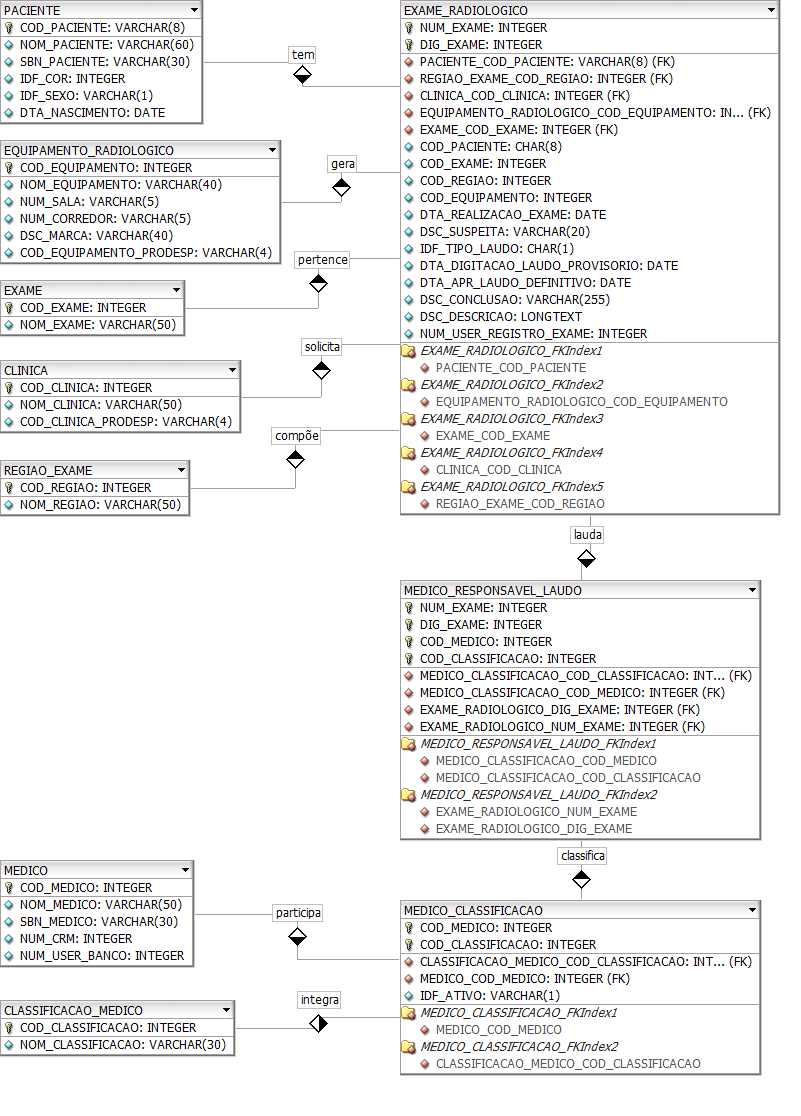 PACIENTE
COD_PACIENTE: VARCHAR(8)
NOM_PACIENTE: VARCHAR(60)
SBN_PACIENTE: VARCHAR(30)
IDF_COR: INTEGER
IDF_SEXO: VARCHAR(1)
DTA_NASCIMENTO: DATE
tem
EQUIPAMENTO_RADIOLOGICO
COD_EQUIPAMENTO: INTEGER
NOM_EQUIPAMENTO: VARCHAR(40)
NUM_SALA: VARCHAR(5)
NUM_CORREDOR: VARCHAR(5)
DSC_MARCA: VARCHAR(40)
COD_EQUIPAMENTO_PRODESP: VARCHAR(4)
gera
EXAME
COD_EXAME: INTEGER
NOM_EXAME: VARCHAR(50)
pertence
CLINICA
COD_CLINICA: INTEGER
NOM_CLINICA: VARCHAR(50)
COD_CLINICA_PRODESP: VARCHAR(4)
solicita
REGIAO_EXAME
COD_REGIAO: INTEGER
NOM_REGIAO: VARCHAR(50)
compõe
EXAME_RADIOLOGICO
NUM_EXAME: INTEGER
DIG_EXAME: INTEGER
PACIENTE_COD_PACIENTE: VARCHAR(8) (FK)
REGIAO_EXAME_COD_REGIAO: INTEGER (FK)
CLINICA_COD_CLINICA: INTEGER (FK)
EQUIPAMENTO_RADIOLOGICO_COD_EQUIPAMENTO: IN... (FK)
EXAME_COD_EXAME: INTEGER (FK)
COD_PACIENTE: CHAR(8)
COD_EXAME: INTEGER
COD_REGIAO: INTEGER
COD_EQUIPAMENTO: INTEGER
DTA_REALIZACAO_EXAME: DATE
DSC_SUSPEITA: VARCHAR(20)
IDF_TIPO_LAUDO: CHAR(1)
DTA_DIGITACAO_LAUDO_PROVISORIO: DATE
DTA_APR_LAUDO_DEFINITIVO: DATE
DSC_CONCLUSAO: VARCHAR(255)
DSC_DESCRICAO: LONGTEXT
NUM_USER_REGISTRO_EXAME: INTEGER
EXAME_RADIOLOGICO_FKIndex1
PACIENTE_COD_PACIENTE
EXAME_RADIOLOGICO_FKIndex2
EQUIPAMENTO_RADIOLOGICO_COD_EQUIPAMENTO
EXAME_RADIOLOGICO_FKIndex3
EXAME_COD_EXAME
EXAME_RADIOLOGICO_FKIndex4
CLINICA_COD_CLINICA
EXAME_RADIOLOGICO_FKIndex5
REGIAO_EXAME_COD_REGIAO
lauda
MEDICO_RESPONSAVEL_LAUDO
NUM_EXAME: INTEGER
DIG_EXAME: INTEGER
COD_MEDICO: INTEGER
COD_CLASSIFICACAO: INTEGER
MEDICO_CLASSIFICACAO_COD_CLASSIFICACAO: INT... (FK)
MEDICO_CLASSIFICACAO_COD_MEDICO: INTEGER (FK)
EXAME_RADIOLOGICO_DIG_EXAME: INTEGER (FK)
EXAME_RADIOLOGICO_NUM_EXAME: INTEGER (FK)
MEDICO_RESPONSAVEL_LAUDO_FKIndex1
MEDICO_CLASSIFICACAO_COD_MEDICO
MEDICO_CLASSIFICACAO_COD_CLASSIFICACAO
MEDICO_RESPONSAVEL_LAUDO_FKIndex2
EXAME_RADIOLOGICO_NUM_EXAME
EXAME_RADIOLOGICO_DIG_EXAME
classifica
MEDICO
COD_MEDICO: INTEGER
NOM_MEDICO: VARCHAR(50)
SBN_MEDICO: VARCHAR(30)
NUM_CRM: INTEGER
NUM_USER_BANCO: INTEGER
participa
CLASSIFICACAO_MEDICO
COD_CLASSIFICACAO: INTEGER
NOM_CLASSIFICACAO: VARCHAR(30)
integra
MEDICO_CLASSIFICACAO
COD_MEDICO: INTEGER
COD_CLASSIFICACAO: INTEGER
CLASSIFICACAO_MEDICO_COD_CLASSIFICACAO: INT... (FK)
MEDICO_COD_MEDICO: INTEGER (FK)
IDF_ATIVO: VARCHAR(1)
MEDICO_CLASSIFICACAO_FKIndex1
MEDICO_COD_MEDICO
MEDICO_CLASSIFICACAO_FKIndex2
CLASSIFICACAO_MEDICO_COD_CLASSIFICACAO